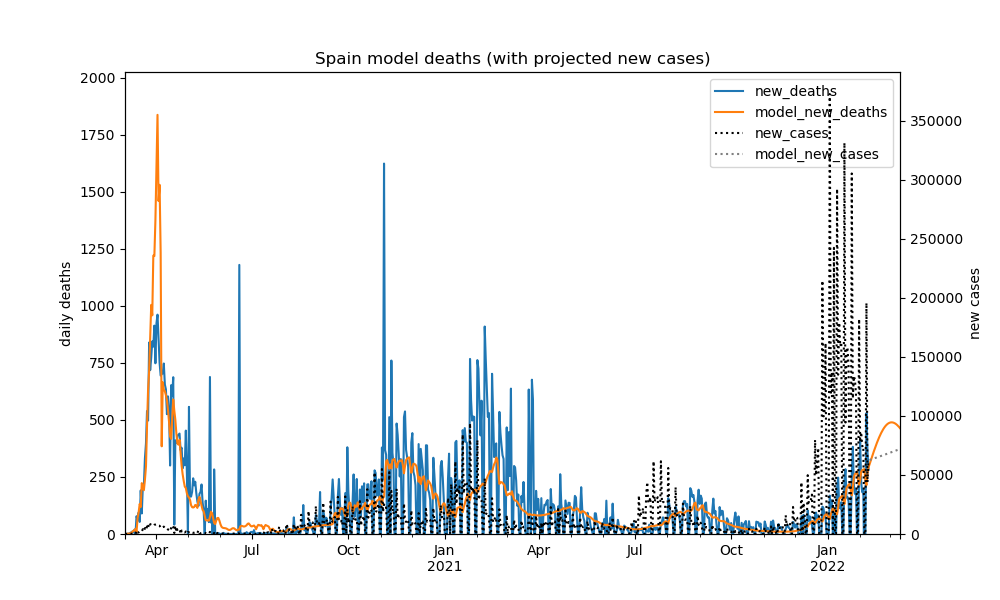 Spain model deaths (with projected new cases)
new_deaths
model_new_deaths
new_cases
model_new_cases
daily deaths
2000
1750
1500
1250
1000
750
500
250
0
new cases
350000
300000
250000
200000
150000
100000
50000
0
Apr
Jul
Oct
Jan
2021
Apr
Jul
Oct
Jan
2022